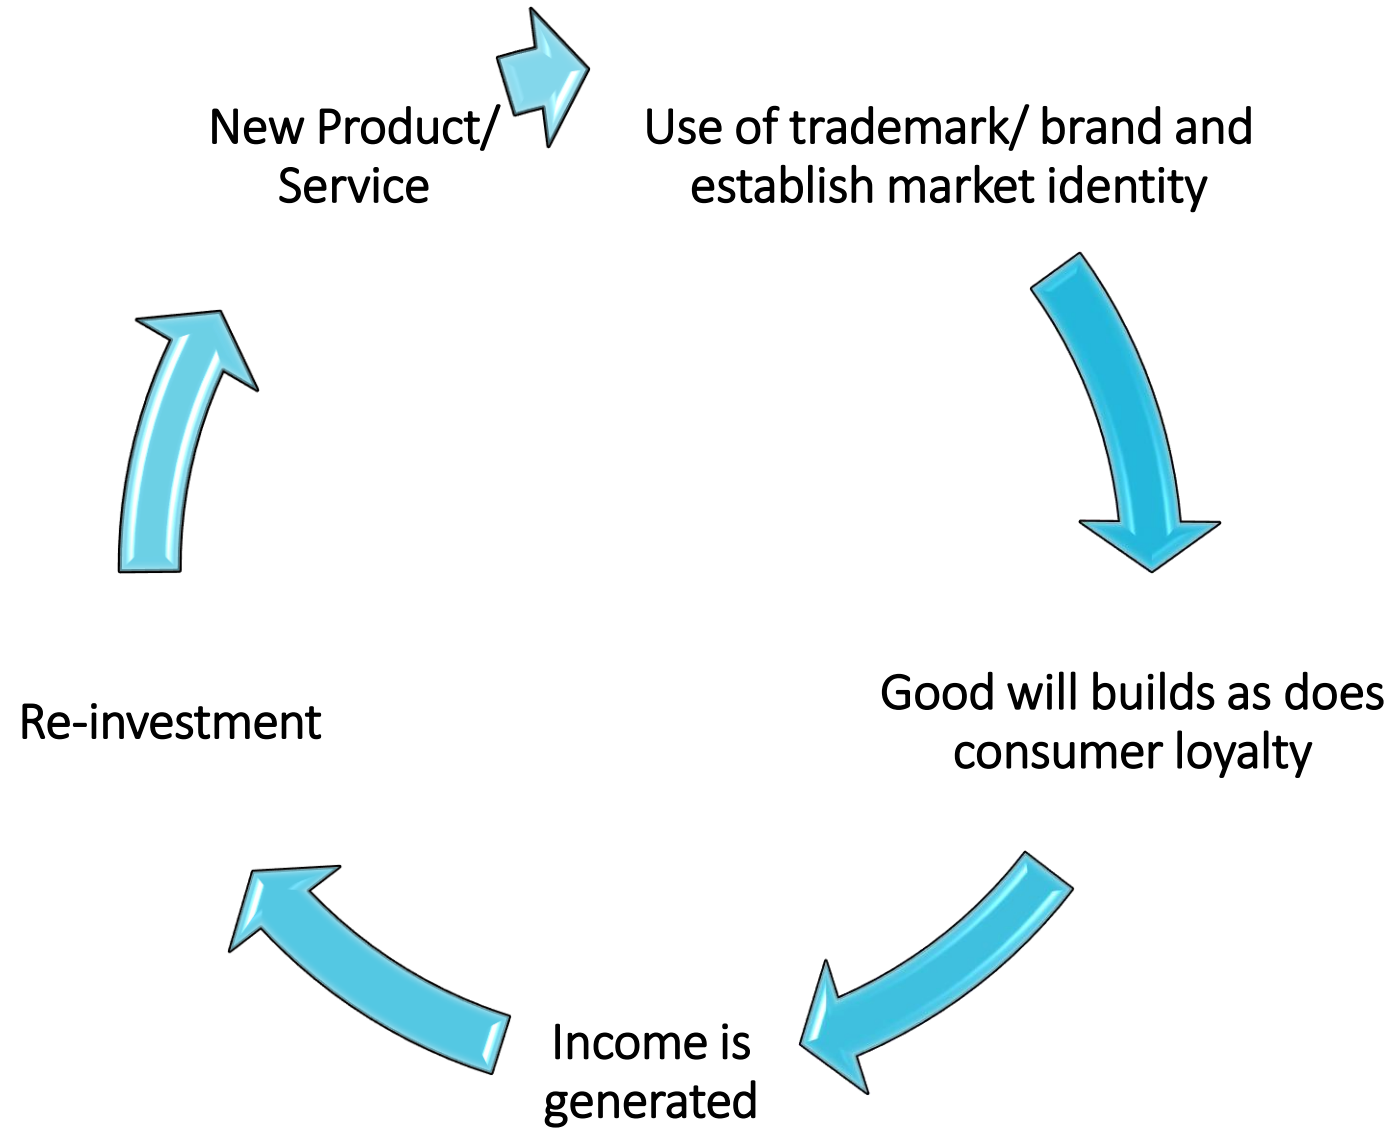 New Product/
Service
Use of trademark/ brand and
establish market identity
Good will builds as does
consumer loyalty
Income is
generated
Re-investment